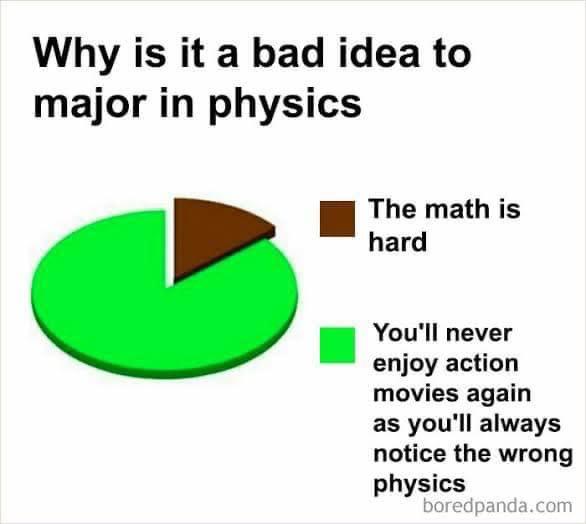 Why is it a bad idea to
major in physics
The math is
hard
You'll never
enjoy action
movies again
as you'll always
notice the wrong
physics
boredpanda.com